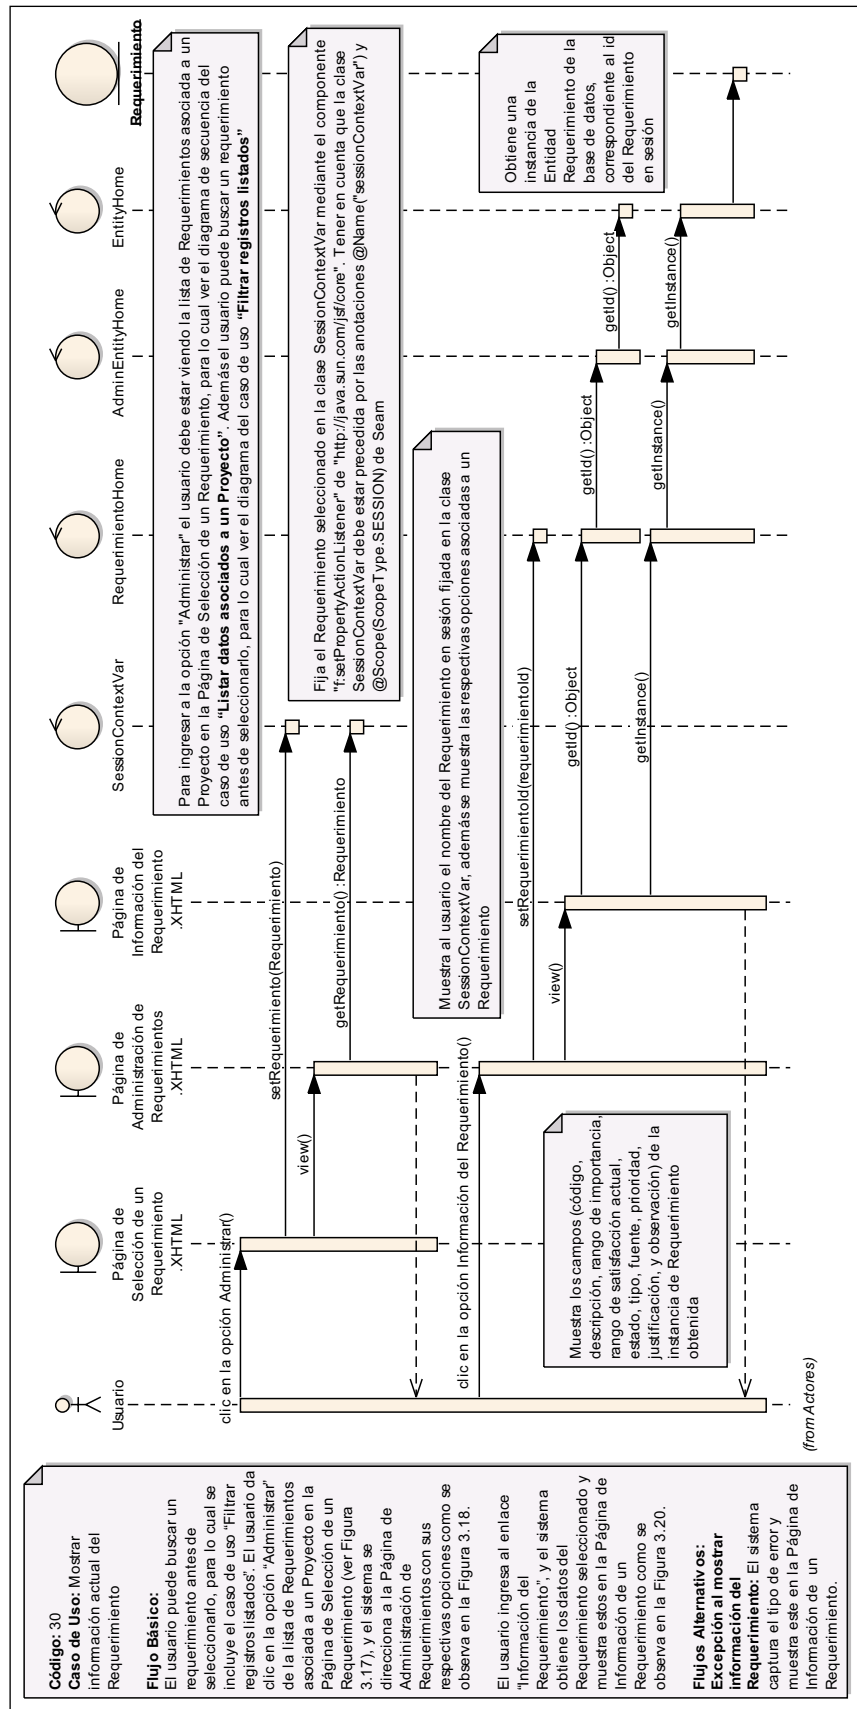 Código: 30
Caso de Uso: Mostrar
información actual del
Requerimiento
Flujo Básico:
El usuario puede buscar un
requerimiento antes de
seleccionarlo, para lo cual se
incluye el caso de uso “Filtrar
registros listados”. El usuario da
clic en la opción “Administrar”
de la lista de Requerimientos
asociada a un Proyecto en la
Página de Selección de un
Requerimiento (ver Figura
3.17), y el sistema se
direcciona a la Página de
Administración de
Requerimientos con sus
respectivas opciones como se
observa en la Figura 3.18.
El usuario ingresa al enlace
“Información del
Requerimiento”, y el sistema
obtiene los datos del
Requerimiento seleccionado y
muestra estos en la Página de
Información de un
Requerimiento como se
observa en la Figura 3.20.
Flujos Alternativos:
Excepción al mostrar
información del
Requerimiento: El sistema
captura el tipo de error y
muestra este en la Página de
Información de un
Requerimiento.
Usuario
Página de
Selección de un
Requerimiento
.XHTML
Página de
Administración de
Requerimientos
.XHTML
Página de
Información del
Requerimiento
.XHTML
SessionContextVar
RequerimientoHome
AdminEntityHome
EntityHome
Requerimiento
Para ingresar a la opción "Administrar" el usuario debe estar viendo la lista de Requerimientos asociada a un
Proyecto en la Página de Selección de un Requerimiento, para lo cual ver el diagrama de secuencia del
caso de uso “Listar datos asociados a un Proyecto”. Además el usuario puede buscar un requerimiento
antes de seleccionarlo, para lo cual ver el diagrama del caso de uso “Filtrar registros listados”
clic en la opción Administrar()
setRequerimiento(Requerimiento)
view()
getRequerimiento() :Requerimiento
Fija el Requerimiento seleccionado en la clase SessionContextVar mediante el componente
"f:setPropertyActionListener" de "http://java.sun.com/jsf/core". Tener en cuenta que la clase
SessionContextVar debe estar precedida por las anotaciones @Name("sessionContextVar") y
@Scope(ScopeType.SESSION) de Seam
Muestra al usuario el nombre del Requerimiento en sesión fijada en la clase
SessionContextVar, además se muestra las respectivas opciones asociadas a un
Requerimiento
clic en la opción Información del Requerimiento()
setRequerimientoId(requerimientoId)
view()
getId() :Object
getId() :Object
getId() :Object
getInstance()
getInstance()
getInstance()
Obtiene una
instancia de la
Entidad
Requerimiento de la
base de datos,
correspondiente al id
del Requerimiento
en sesión
Muestra los campos (código,
descripción, rango de importancia,
rango de satisfacción actual,
estado, tipo, fuente, prioridad,
justificación, y observación) de la
instancia de Requerimiento
obtenida
(from Actores)